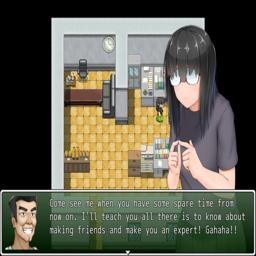 Come see me when you have some spare time from
now on. I'll teach you all there is to know about
making friends and make you an expert! Gahaha!!